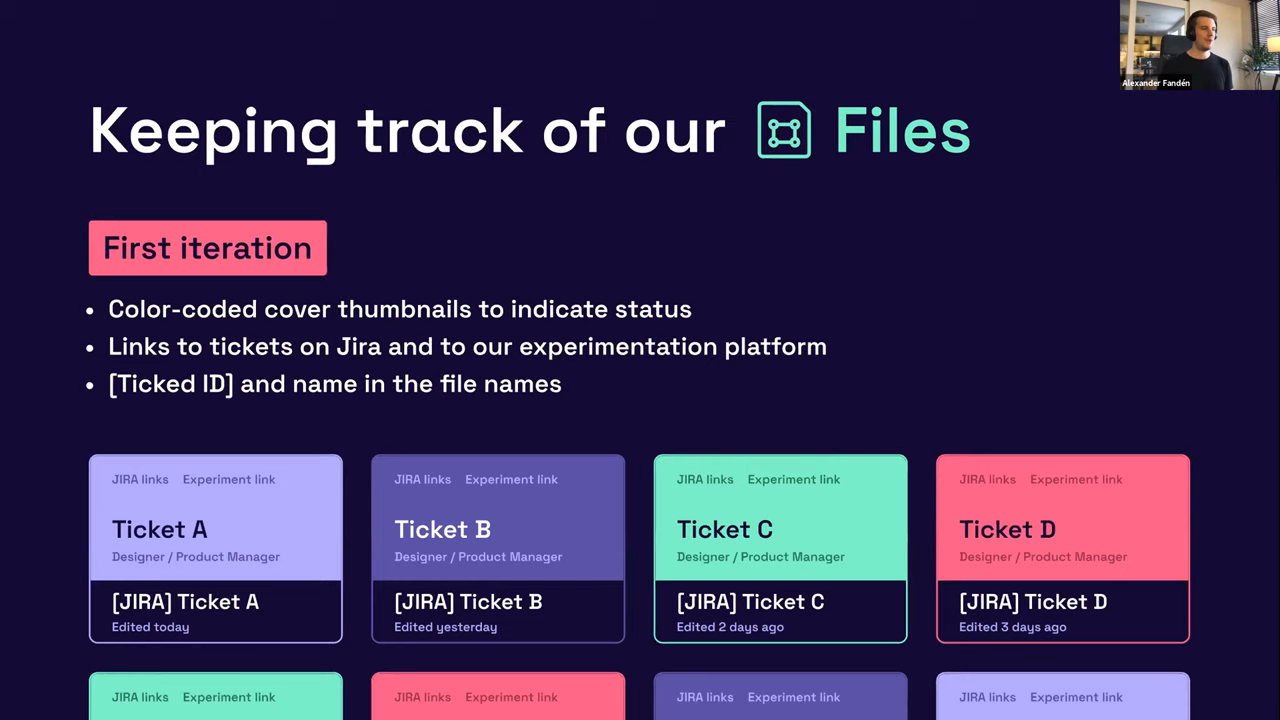 Alexander Fandén
Keeping track of our Files
First iteration
• Color-coded cover thumbnails to indicate status
• Links to tickets on Jira and to our experimentation platform
• [Ticked ID] and name in the file names
JIRA links Experiment link
Ticket A
Designer / Product Manager
[JIRA] Ticket A
Edited today
JIRA links Experiment link
Ticket B
Designer / Product Manager
[JIRA] Ticket B
Edited yesterday
JIRA links Experiment link
Ticket C
Designer / Product Manager
[JIRA] Ticket C
Edited 2 days ago
JIRA links Experiment link
Ticket D
Designer / Product Manager
[JIRA] Ticket D
Edited 3 days ago
JIRA links Experiment link
JIRA links Experiment link
JIRA links Experiment link
JIRA links Experiment link